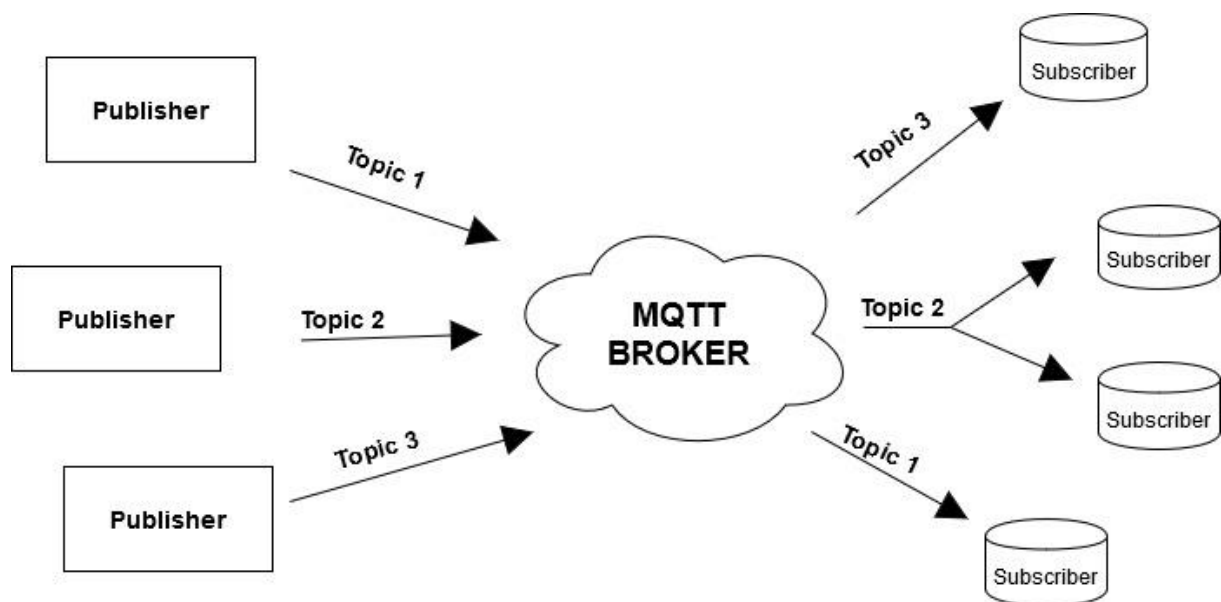 Publisher
Topic 1
Publisher
Topic 2
Publisher
Topic 3
MQTT
BROKER
Topic 3
Subscriber
Topic 2
Subscriber
Subscriber
Topic 1
Subscriber